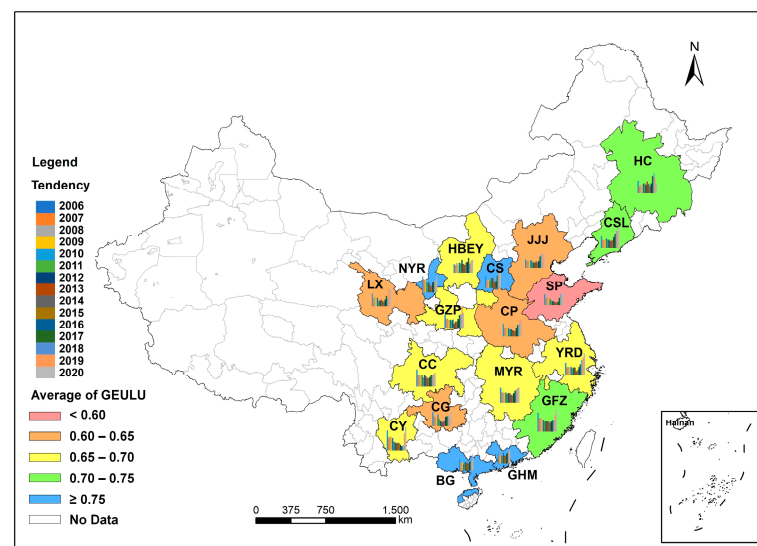 N
HC
CSL
JJJ
HBEY
NYR
CS
LX
SP
GZP
CP
YRD
CC
MYR
GFZ
CG
CY
BG
GHM
Legend
Tendency
2006
2007
2008
2009
2010
2011
2012
2013
2014
2015
2016
2017
2018
2019
2020
Average of GEULU
< 0.60
0.60 – 0.65
0.65 – 0.70
0.70 – 0.75
≥ 0.75
No Data
0 375 750 1.500
km
Hainan